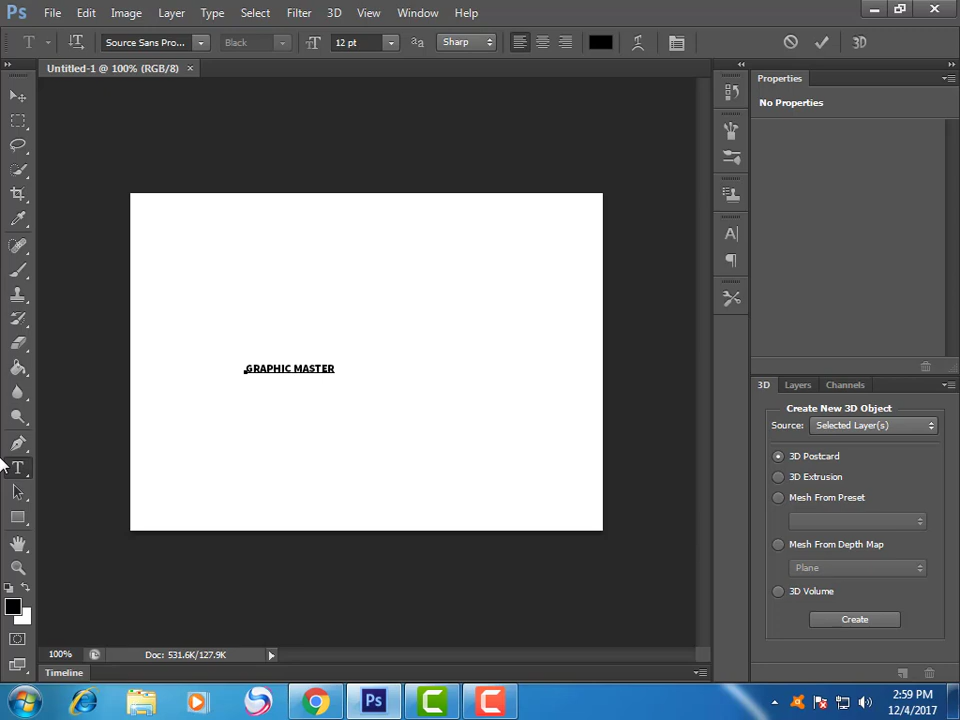 Ps File Edit Image Layer Type Select Filter 3D View Window Help
T Source Sans Pro... Black 12 pt aa Sharp 3D
Untitled-1 @ 100% (RGB/8) ×
Properties
No Properties
GRAPHIC MASTER
3D Layers Channels
Create New 3D Object
Source: Selected Layer(s)
3D Postcard
3D Extrusion
Mesh From Preset
Mesh From Depth Map
Plane
3D Volume
Create
100% Doc: 531.6K/127.9K
Timeline
Ps
2:59 PM
12/4/2017